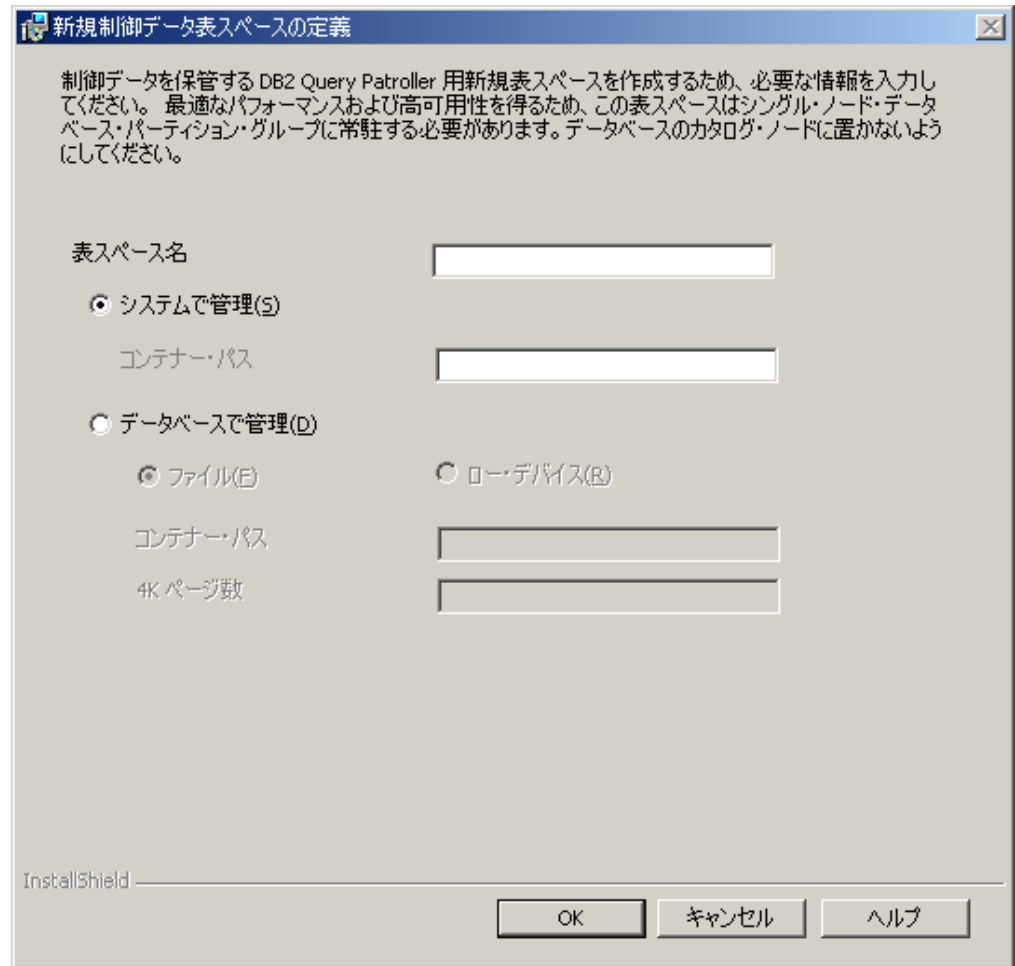 新規制御データ表スペースの定義
制御データを保管する DB2 Query Patroller 用新規表スペースを作成するため、必要な情報を入力し
てください。 最適なパフォーマンスおよび高可用性を得るため、この表スペースはシングル・ノード・データ
ベース・パーティション・グループに常駐する必要があります。データベースのカタログ・ノードに置かないよう
にしてください。
表スペース名
システムで管理(S)
コンテナー・パス
データベースで管理(D)
ファイル(F) ロー・デバイス(R)
コンテナー・パス
4K ページ数
InstallShield
OK キャンセル ヘルプ